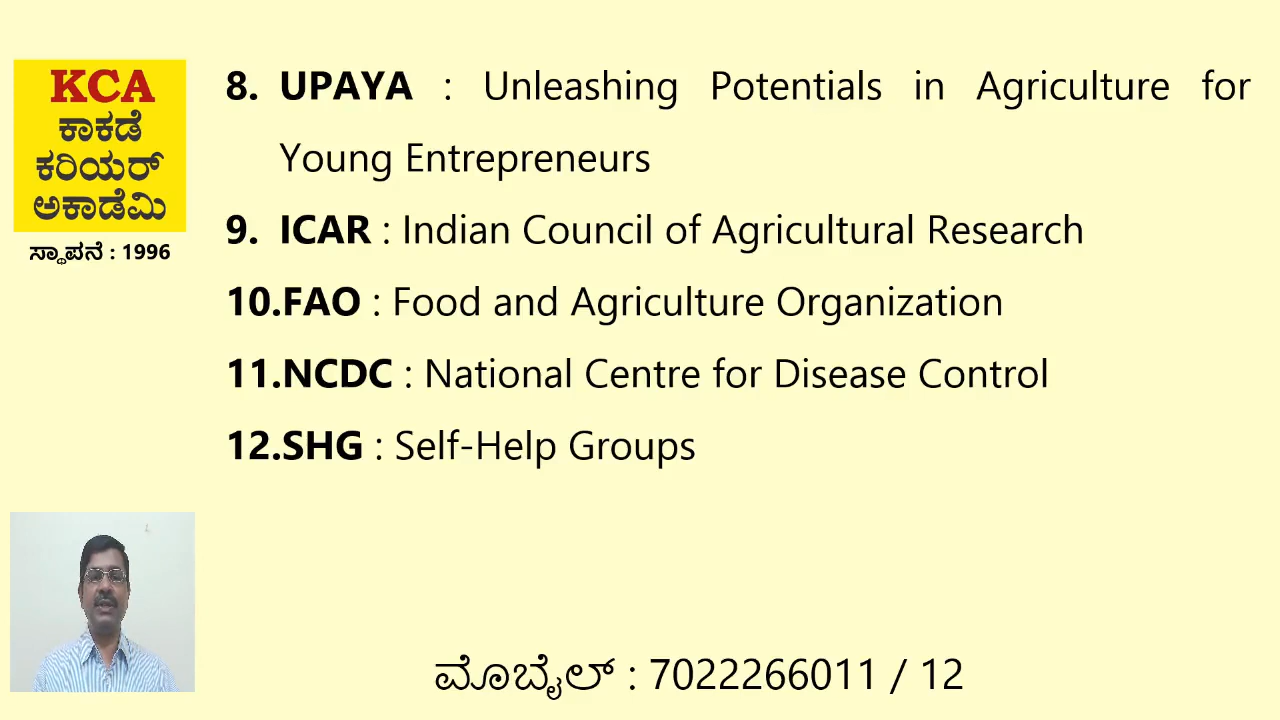 KCA
ಕಾಕಡೆ
ಕರಿಯರ್
ಅಕಾಡೆಮಿ
ಸ್ಥಾಪನೆ : 1996
8. UPAYA : Unleashing Potentials in Agriculture for
Young Entrepreneurs
9. ICAR : Indian Council of Agricultural Research
10.FAO : Food and Agriculture Organization
11.NCDC : National Centre for Disease Control
12.SHG : Self-Help Groups
ಮೊಬೈಲ್ : 7022266011 / 12